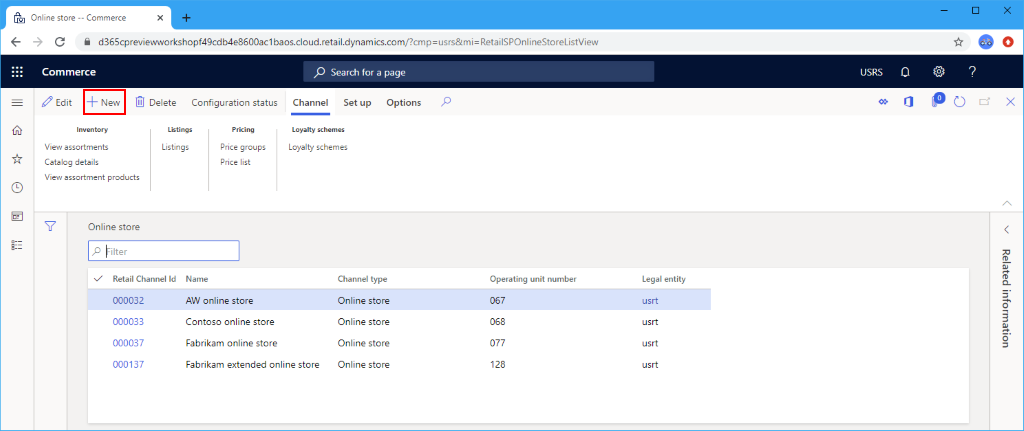 Online store -- Commerce
d365cpreviewworkshopf49cdb4e8600ac1baos.cloud.retail.dynamics.com/?cmp=usrs&mi=RetailSPOnlineStoreListView
Commerce
Search for a page
USRS
Edit
New
Delete
Configuration status
Channel
Set up
Options
0
Inventory
View assortments
Catalog details
View assortment products
Listings
Listings
Pricing
Price groups
Price list
Loyalty schemes
Loyalty schemes
Online store
Filter
Retail Channel Id Name Channel type Operating unit number Legal entity
000032 AW online store Online store 067 usrt
000033 Contoso online store Online store 068 usrt
000037 Fabrikam online store Online store 077 usrt
000137 Fabrikam extended online store Online store 128 usrt
Related information